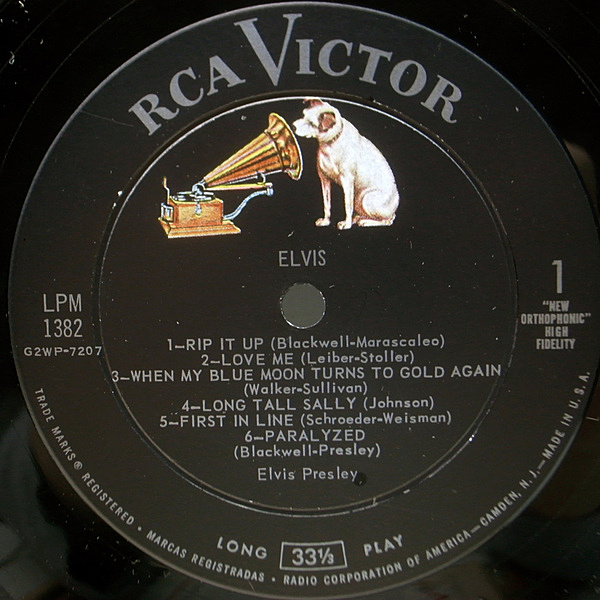 RCA VICTOR
ELVIS
LPM
1382
G2WP-7207
1
"NEW
ORTHOPHONIC"
HIGH
FIDELITY
1—RIP IT UP (Blackwell-Marascaleo)
2—LOVE ME (Leiber-Stoller)
3—WHEN MY BLUE MOON TURNS TO GOLD AGAIN
(Walker-Sullivan)
4—LONG TALL SALLY (Johnson)
5—FIRST IN LINE (Schroeder-Weisman)
6—PARALYZED
(Blackwell-Presley)
Elvis Presley
LONG 33⅓ PLAY
TRADE MARKS ® REGISTERED • MARCAS REGISTRADAS • RADIO CORPORATION OF AMERICA—CAMDEN, N. J.—MADE IN U. S. A.